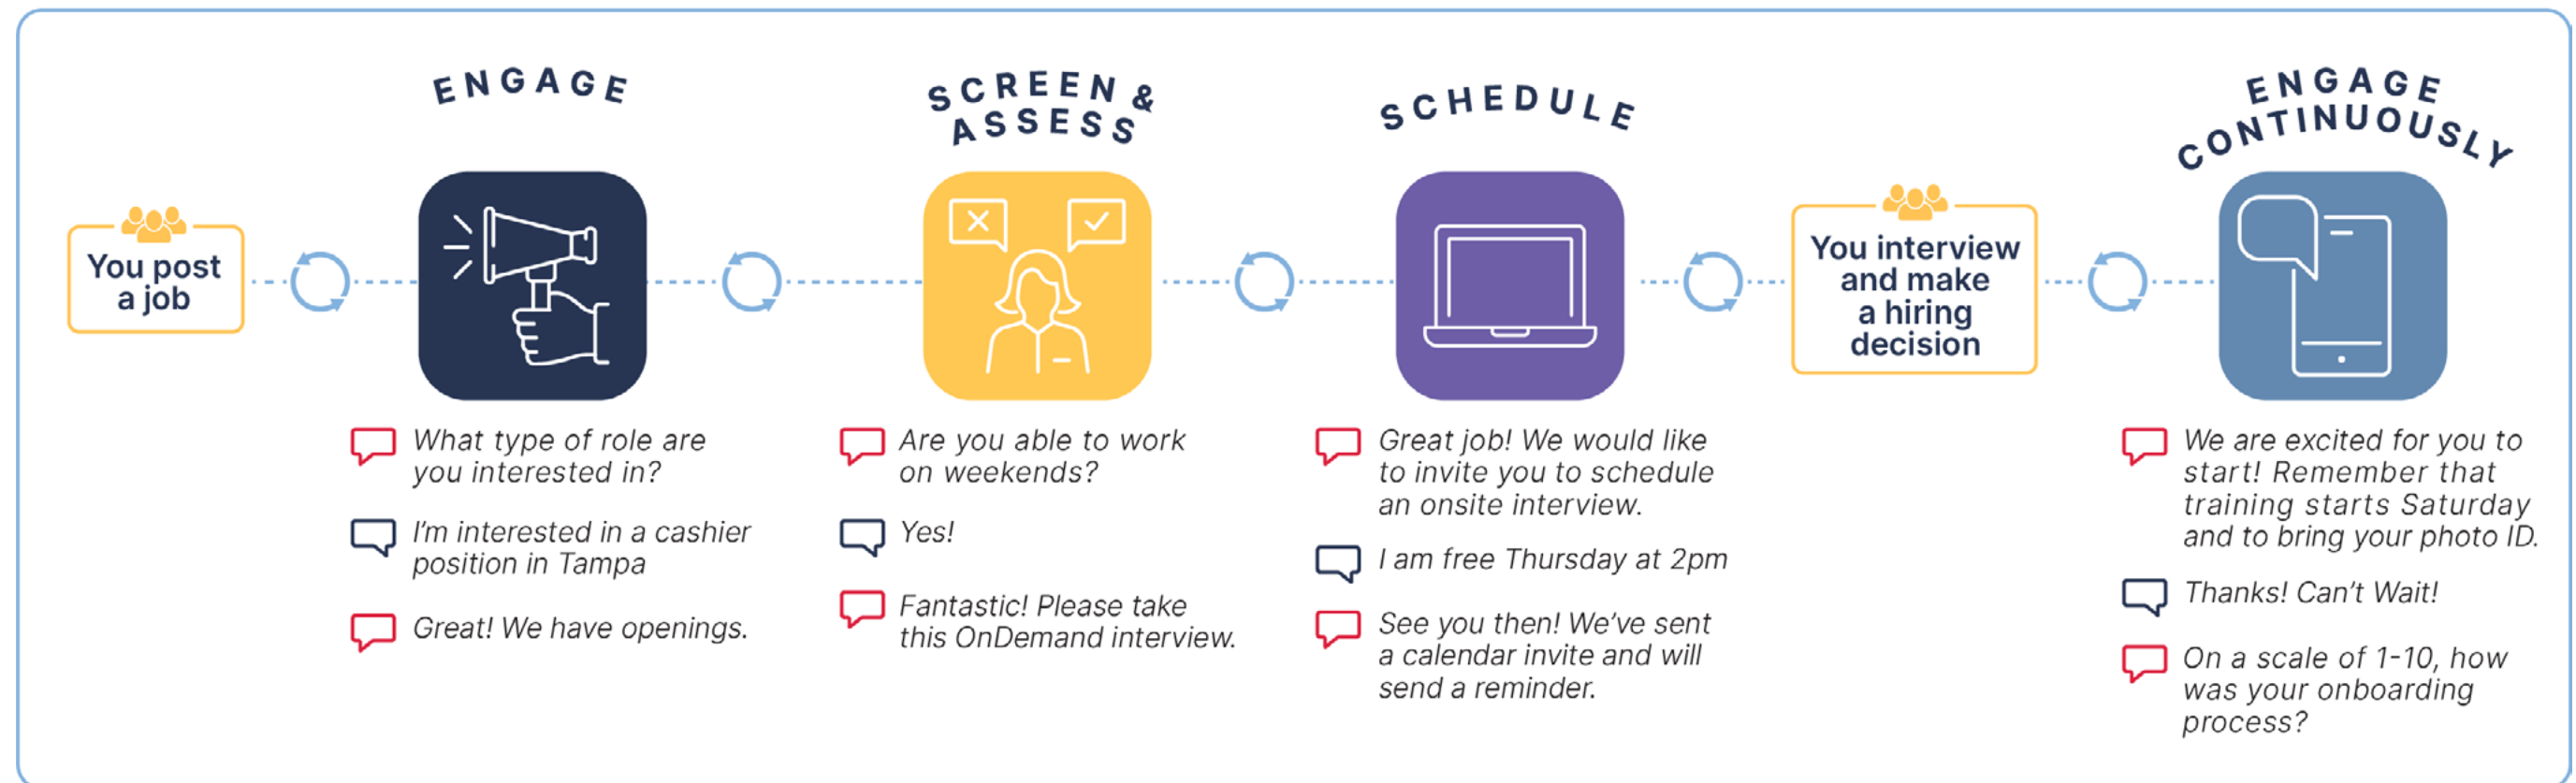 You post
a job
ENGAGE
What type of role are
you interested in?
I'm interested in a cashier
position in Tampa
Great! We have openings.
SCREEN &
ASSESS
Are you able to work
on weekends?
Yes!
Fantastic! Please take
this OnDemand interview.
SCHEDULE
Great job! We would like
to invite you to schedule
an onsite interview.
I am free Thursday at 2pm
See you then! We've sent
a calendar invite and will
send a reminder.
You interview
and make
a hiring
decision
ENGAGE
CONTINUOUSLY
We are excited for you to
start! Remember that
training starts Saturday
and to bring your photo ID.
Thanks! Can't Wait!
On a scale of 1-10, how
was your onboarding
process?